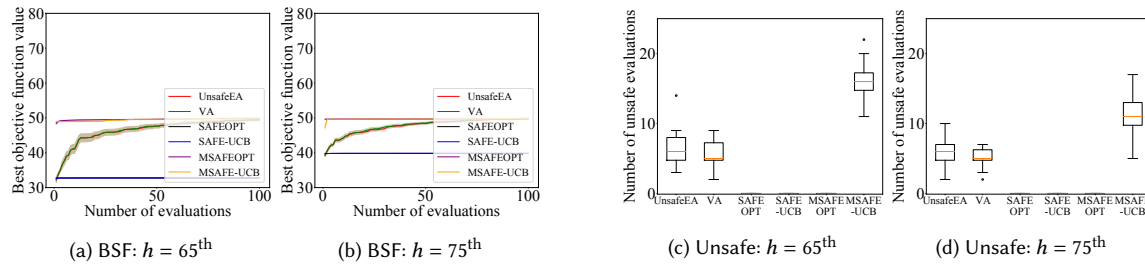 Best objective function value
80
70
60
50
40
30
0
50
100
Number of evaluations
UnsafeEA
VA
SAFEOPT
SAFE-UCB
MSAFEOPT
MSAFE-UCB
(a) BSF: h = 65th
Best objective function value
80
70
60
50
40
30
0
50
100
Number of evaluations
UnsafeEA
VA
SAFEOPT
SAFE-UCB
MSAFEOPT
MSAFE-UCB
(b) BSF: h = 75th
Number of unsafe evaluations
20
10
0
UnsafeEA
VA
SAFE
OPT
SAFE
-UCB
MSAFE
OPT
MSAFE
-UCB
(c) Unsafe: h = 65th
Number of unsafe evaluations
20
10
0
UnsafeEA
VA
SAFE
OPT
SAFE
-UCB
MSAFE
OPT
MSAFE
-UCB
(d) Unsafe: h = 75th